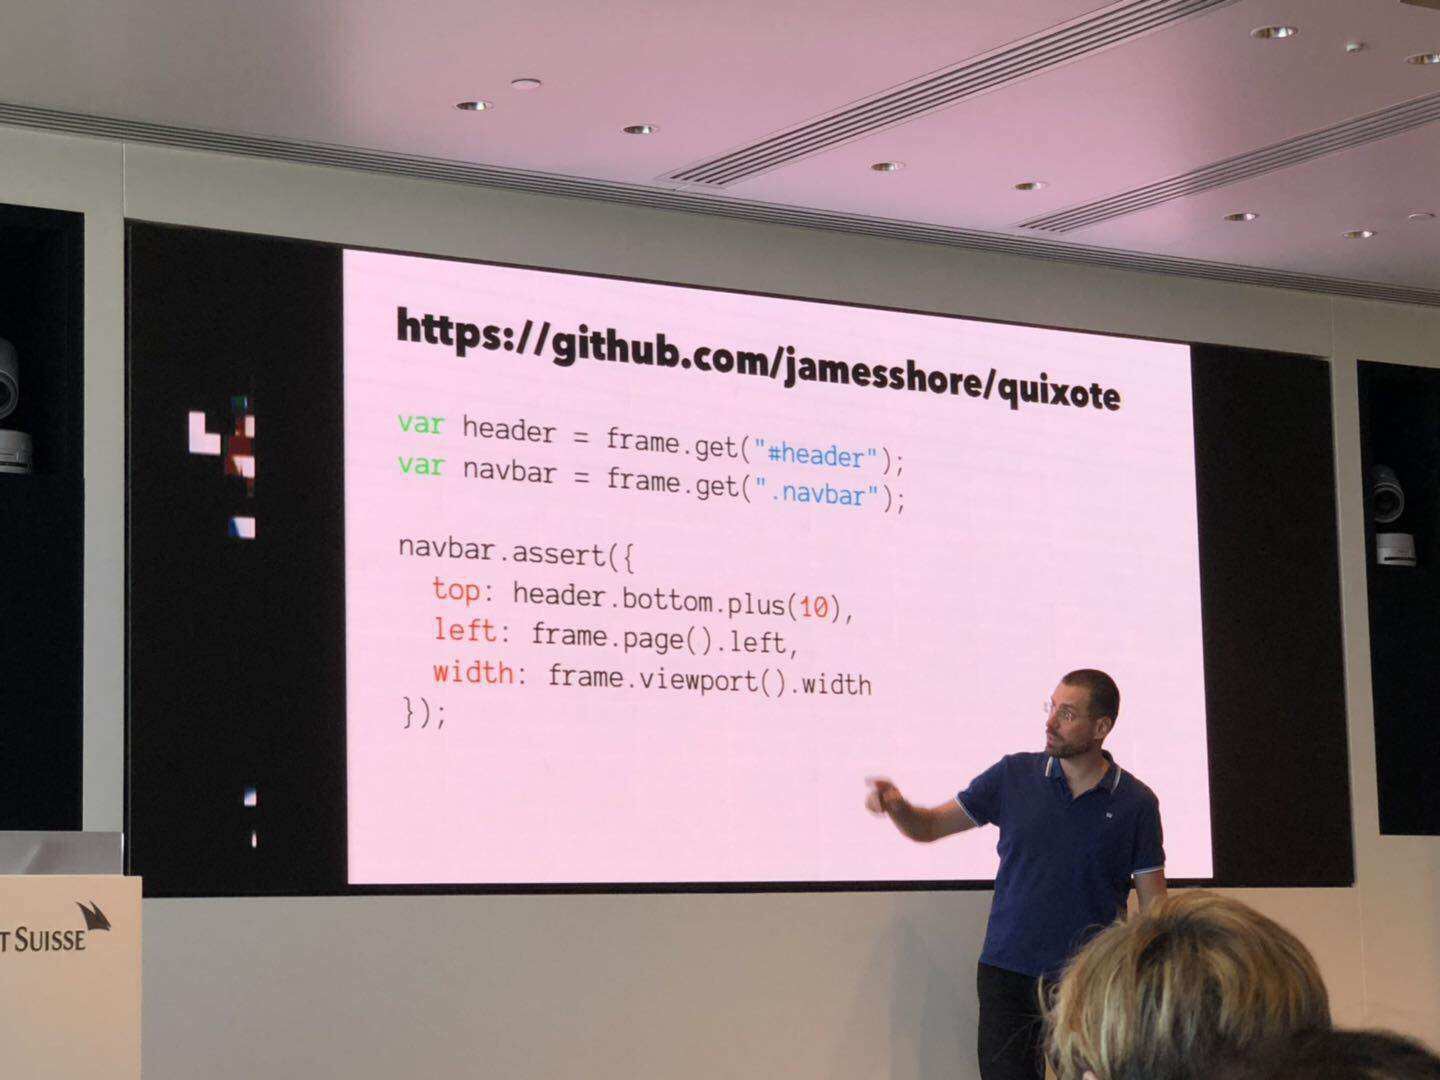 https://github.com/jamesshore/quixote
var header = frame.get("#header");
var navbar = frame.get(".navbar");
navbar.assert({
top: header.bottom.plus(10),
left: frame.page().left,
width: frame.viewport().width
});
T SUISSE